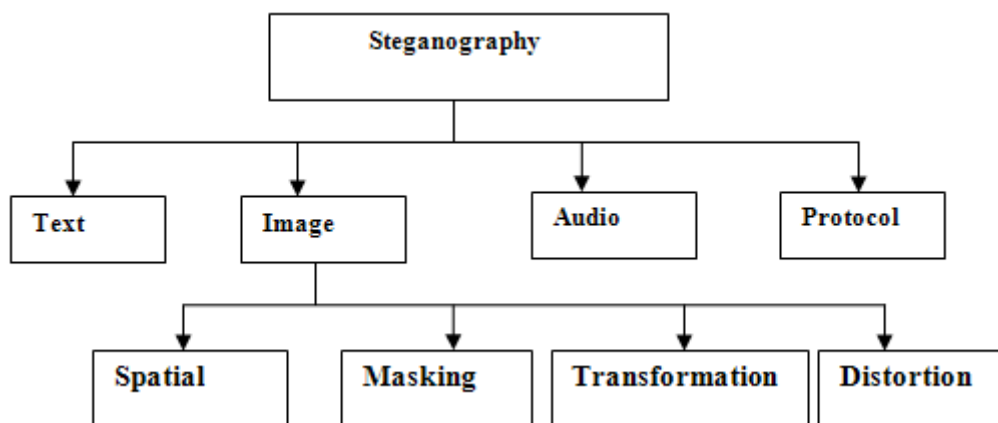 Steganography
Text
Image
Audio
Protocol
Spatial
Masking
Transformation
Distortion